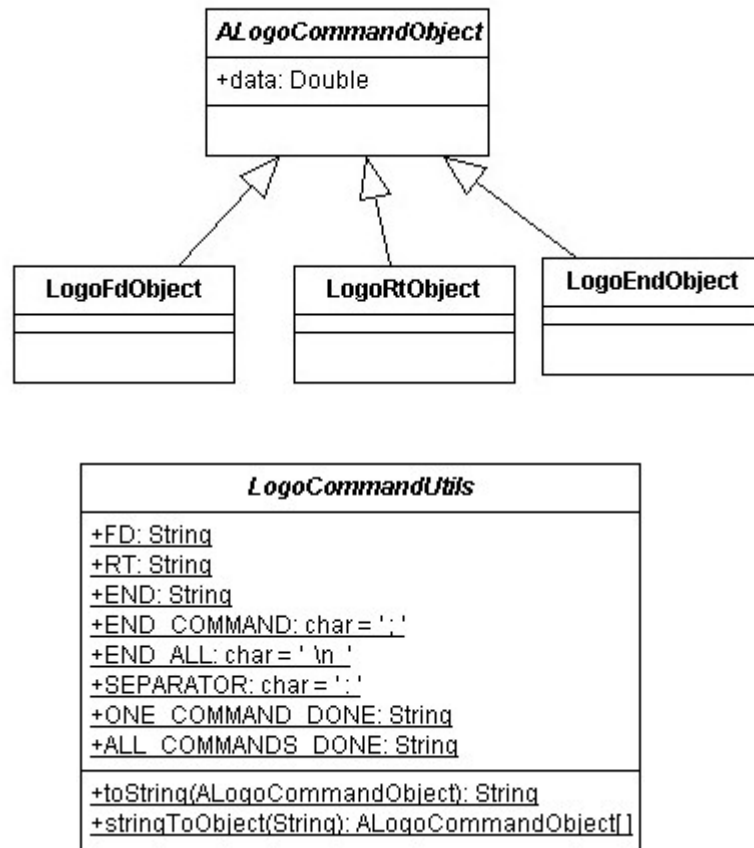 ALogoCommandObject
+data: Double
LogoFdObject
LogoRtObject
LogoEndObject
LogoCommandUtils
+FD: String
+RT: String
+END: String
+END_COMMAND: char = ' ; '
+END_ALL: char = ' \n '
+SEPARATOR: char = ' : '
+ONE_COMMAND_DONE: String
+ALL_COMMANDS_DONE: String
+toString(ALogoCommandObject): String
+stringToObject(String): ALogoCommandObject[]